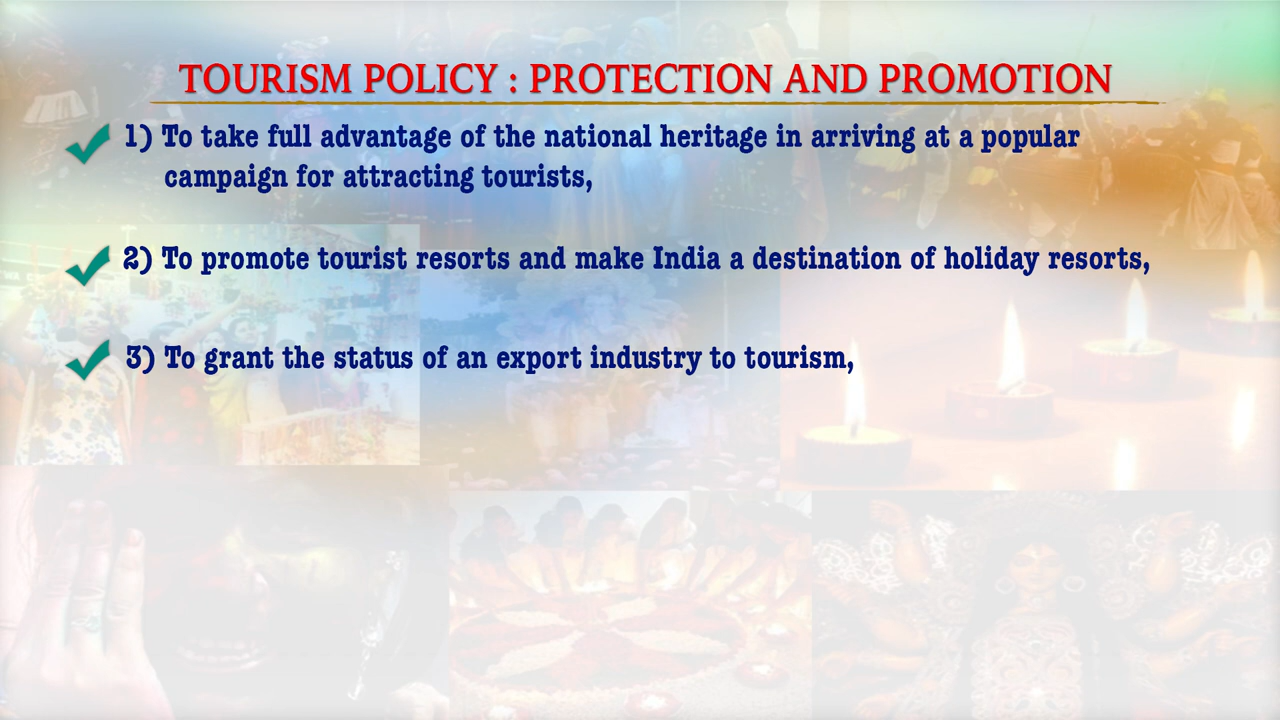 TOURISM POLICY : PROTECTION AND PROMOTION
1) To take full advantage of the national heritage in arriving at a popular
campaign for attracting tourists,
2) To promote tourist resorts and make India a destination of holiday resorts,
3) To grant the status of an export industry to tourism,